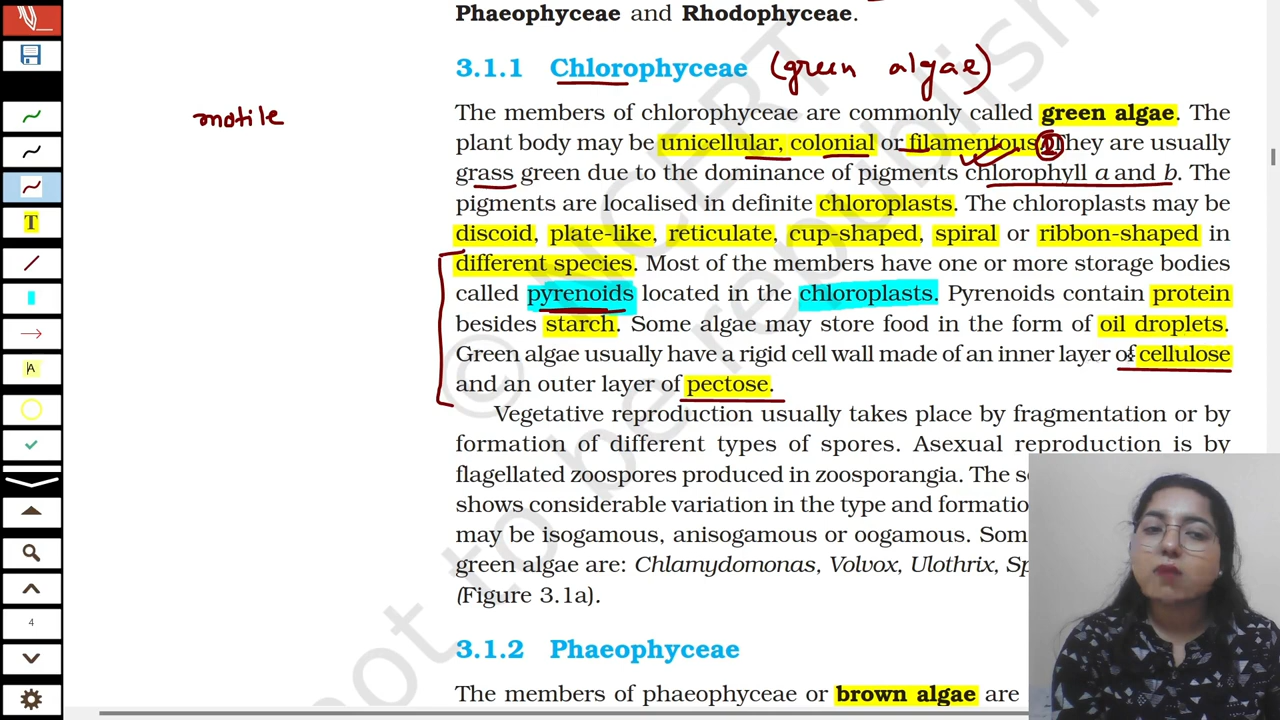 Phaeophyceae and Rhodophyceae.
3.1.1 Chlorophyceae (green algae)
motile
The members of chlorophyceae are commonly called green algae. The
plant body may be unicellular, colonial or filamentous. They are usually
grass green due to the dominance of pigments chlorophyll a and b. The
pigments are localised in definite chloroplasts. The chloroplasts may be
discoid, plate-like, reticulate, cup-shaped, spiral or ribbon-shaped in
different species. Most of the members have one or more storage bodies
called pyrenoids located in the chloroplasts. Pyrenoids contain protein
besides starch. Some algae may store food in the form of oil droplets.
Green algae usually have a rigid cell wall made of an inner layer of cellulose
and an outer layer of pectose.
Vegetative reproduction usually takes place by fragmentation or by
formation of different types of spores. Asexual reproduction is by
flagellated zoospores produced in zoosporangia. The
shows considerable variation in the type and formation
may be isogamous, anisogamous or oogamous.
green algae are: Chlamydomonas, Volvox, Ulothrix,
(Figure 3.1a).
3.1.2 Phaeophyceae
The members of phaeophyceae or brown algae are
© NCERT
not to be republish
T
A
4